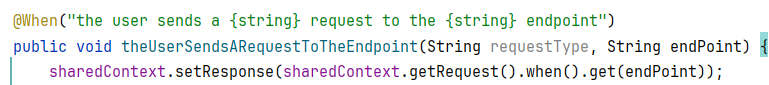 @When("the user sends a {string} request to the {string} endpoint")
public void theUserSendsARequestToTheEndpoint(String requestType, String endPoint) {
sharedContext.setResponse(sharedContext.getRequest().when().get(endPoint));